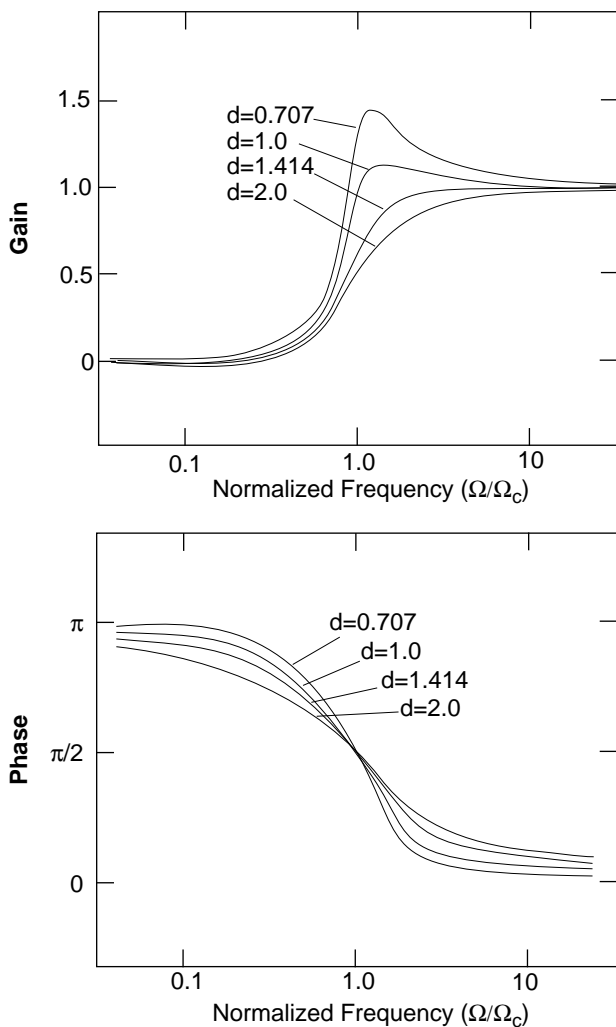 1.5
d=0.707
d=1.0
d=1.414
d=2.0
1.0
Gain
0.5
0
0.1
1.0
10
Normalized Frequency (Ω/Ωc)
π
d=0.707
d=1.0
d=1.414
d=2.0
π/2
Phase
0
0.1
1.0
10
Normalized Frequency (Ω/Ωc)